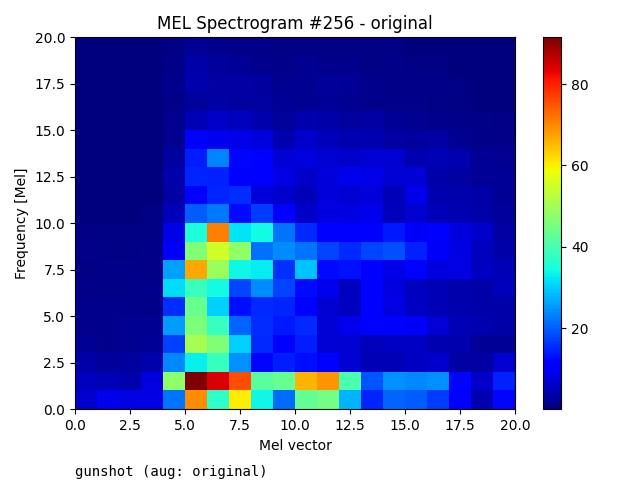 MEL Spectrogram #256 - original
20.0
17.5
15.0
12.5
10.0
7.5
5.0
2.5
0.0
Frequency [Mel]
0.0 2.5 5.0 7.5 10.0 12.5 15.0 17.5 20.0
Mel vector
80
60
40
20
gunshot (aug: original)